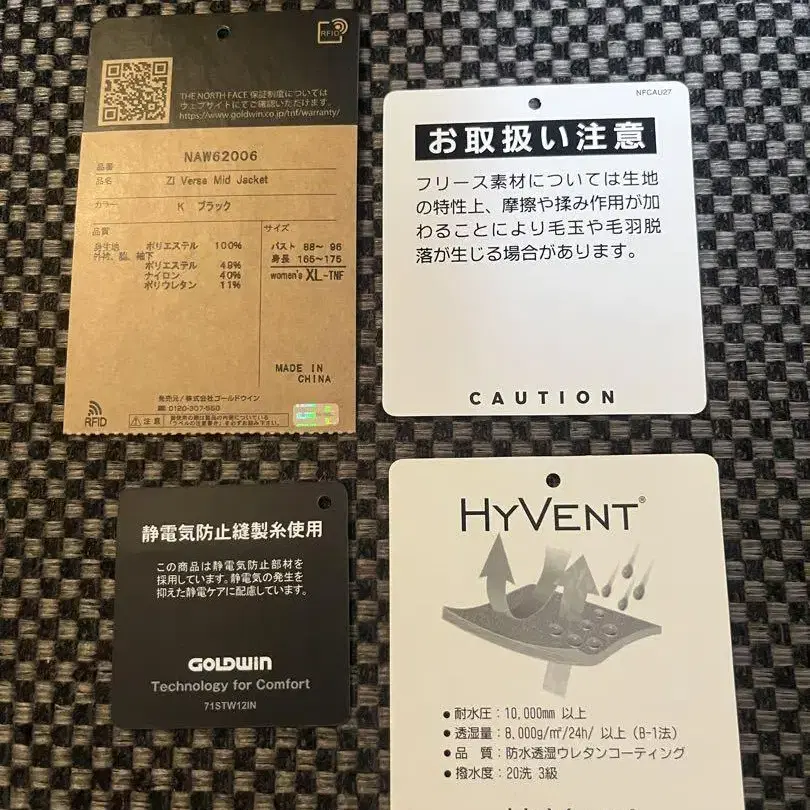 RFID
THE NORTH FACE 保証制度については
ウェブサイトにてご確認いただけます。
https://www.goldwin.co.jp/tnf/warranty/
品番 NAW62006
品名 ZI Verse Mid Jacket
カラー K ブラック
品質
身生地 ポリエステル 100%
外衿、脇、袖下
ポリエステル 49%
ナイロン 40%
ポリウレタン 11%
サイズ
バスト 88〜 96
身長 165〜175
women's XL-TNF
MADE IN
CHINA
発売元/株式会社ゴールドウイン
0120-307-560
RFID
注意
NFCAU27
お取扱い注意
フリース素材については生地
の特性上、摩擦や揉み作用が加
わることにより毛玉や毛羽脱
落が生じる場合があります。
CAUTION
静電気防止縫製糸使用
この商品は静電気防止部材を
採用しています。静電気の発生を
抑えた静電ケアに配慮しています。
GOLDWIN
Technology for Comfort
71STW12IN
HYVENT®
●耐水圧:10,000mm 以上
●透湿量:8,000g/㎡/24h/ 以上 (B-1法)
●品 質:防水透湿ウレタンコーティング
●撥水度:20洗 3級